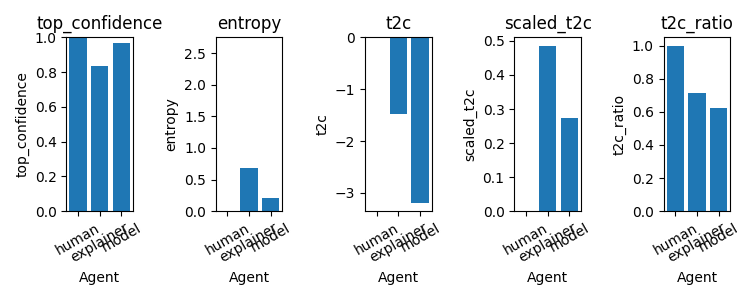 top_confidence
entropy
t2c
scaled_t2c
t2c_ratio
top_confidence
1.0
0.8
0.6
0.4
0.2
0.0
human
explainer
model
Agent
entropy
2.5
2.0
1.5
1.0
0.5
0.0
human
explainer
model
Agent
t2c
0
−1
−2
−3
human
explainer
model
Agent
scaled_t2c
0.5
0.4
0.3
0.2
0.1
0.0
human
explainer
model
Agent
t2c_ratio
1.0
0.8
0.6
0.4
0.2
0.0
human
explainer
model
Agent